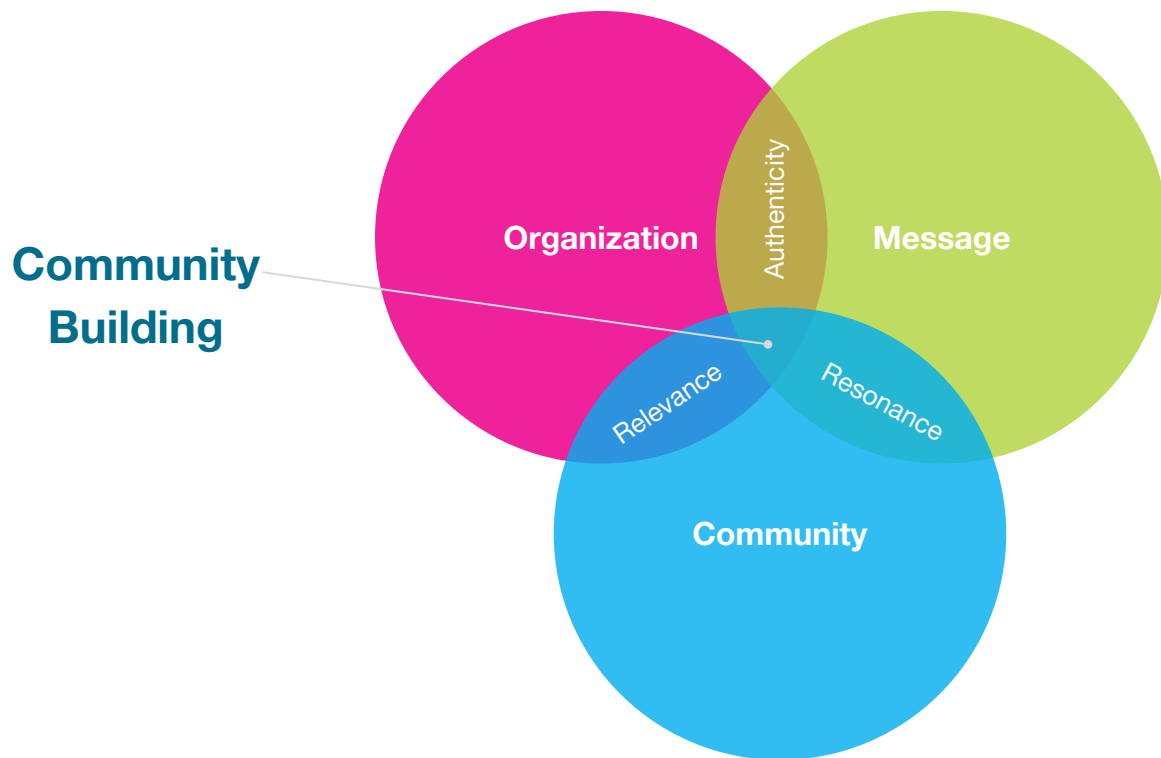 Community
Building
Organization
Authenticity
Message
Relevance
Resonance
Community